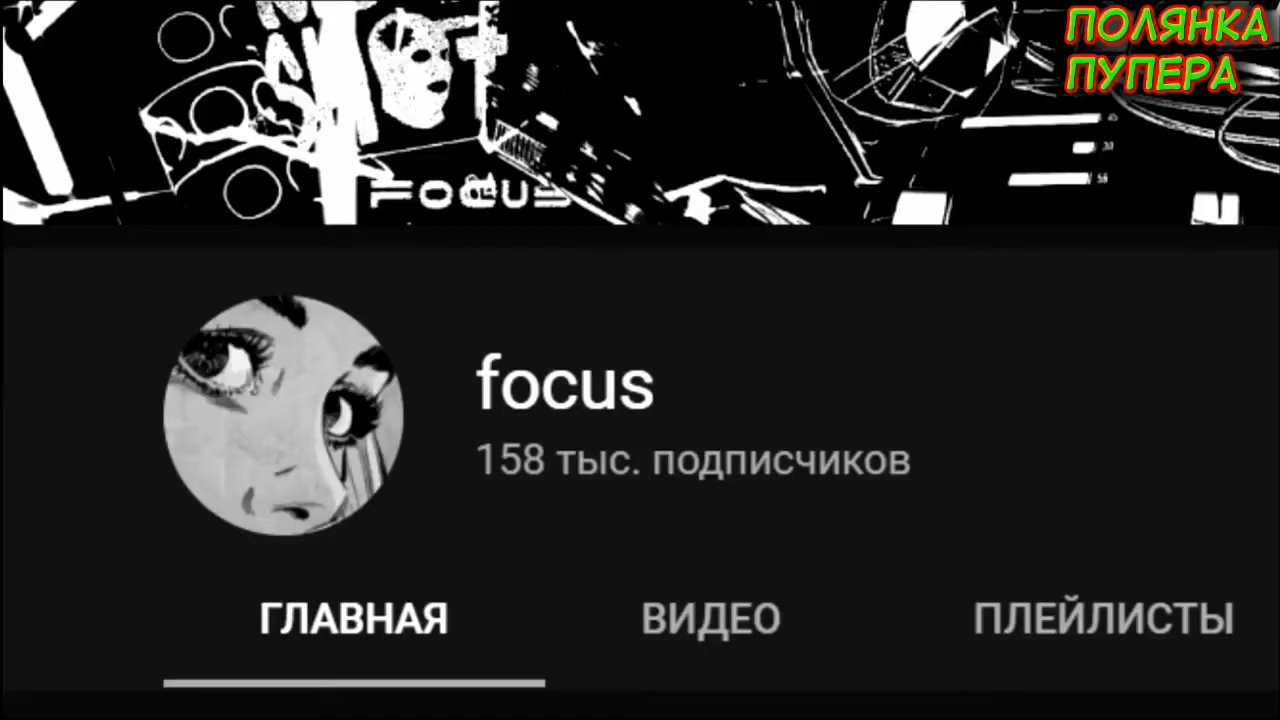 ПОЛЯНКА
ПУПЕРА
FOCUS
focus
158 тыс. подписчиков
ГЛАВНАЯ
ВИДЕО
ПЛЕЙЛИСТЫ